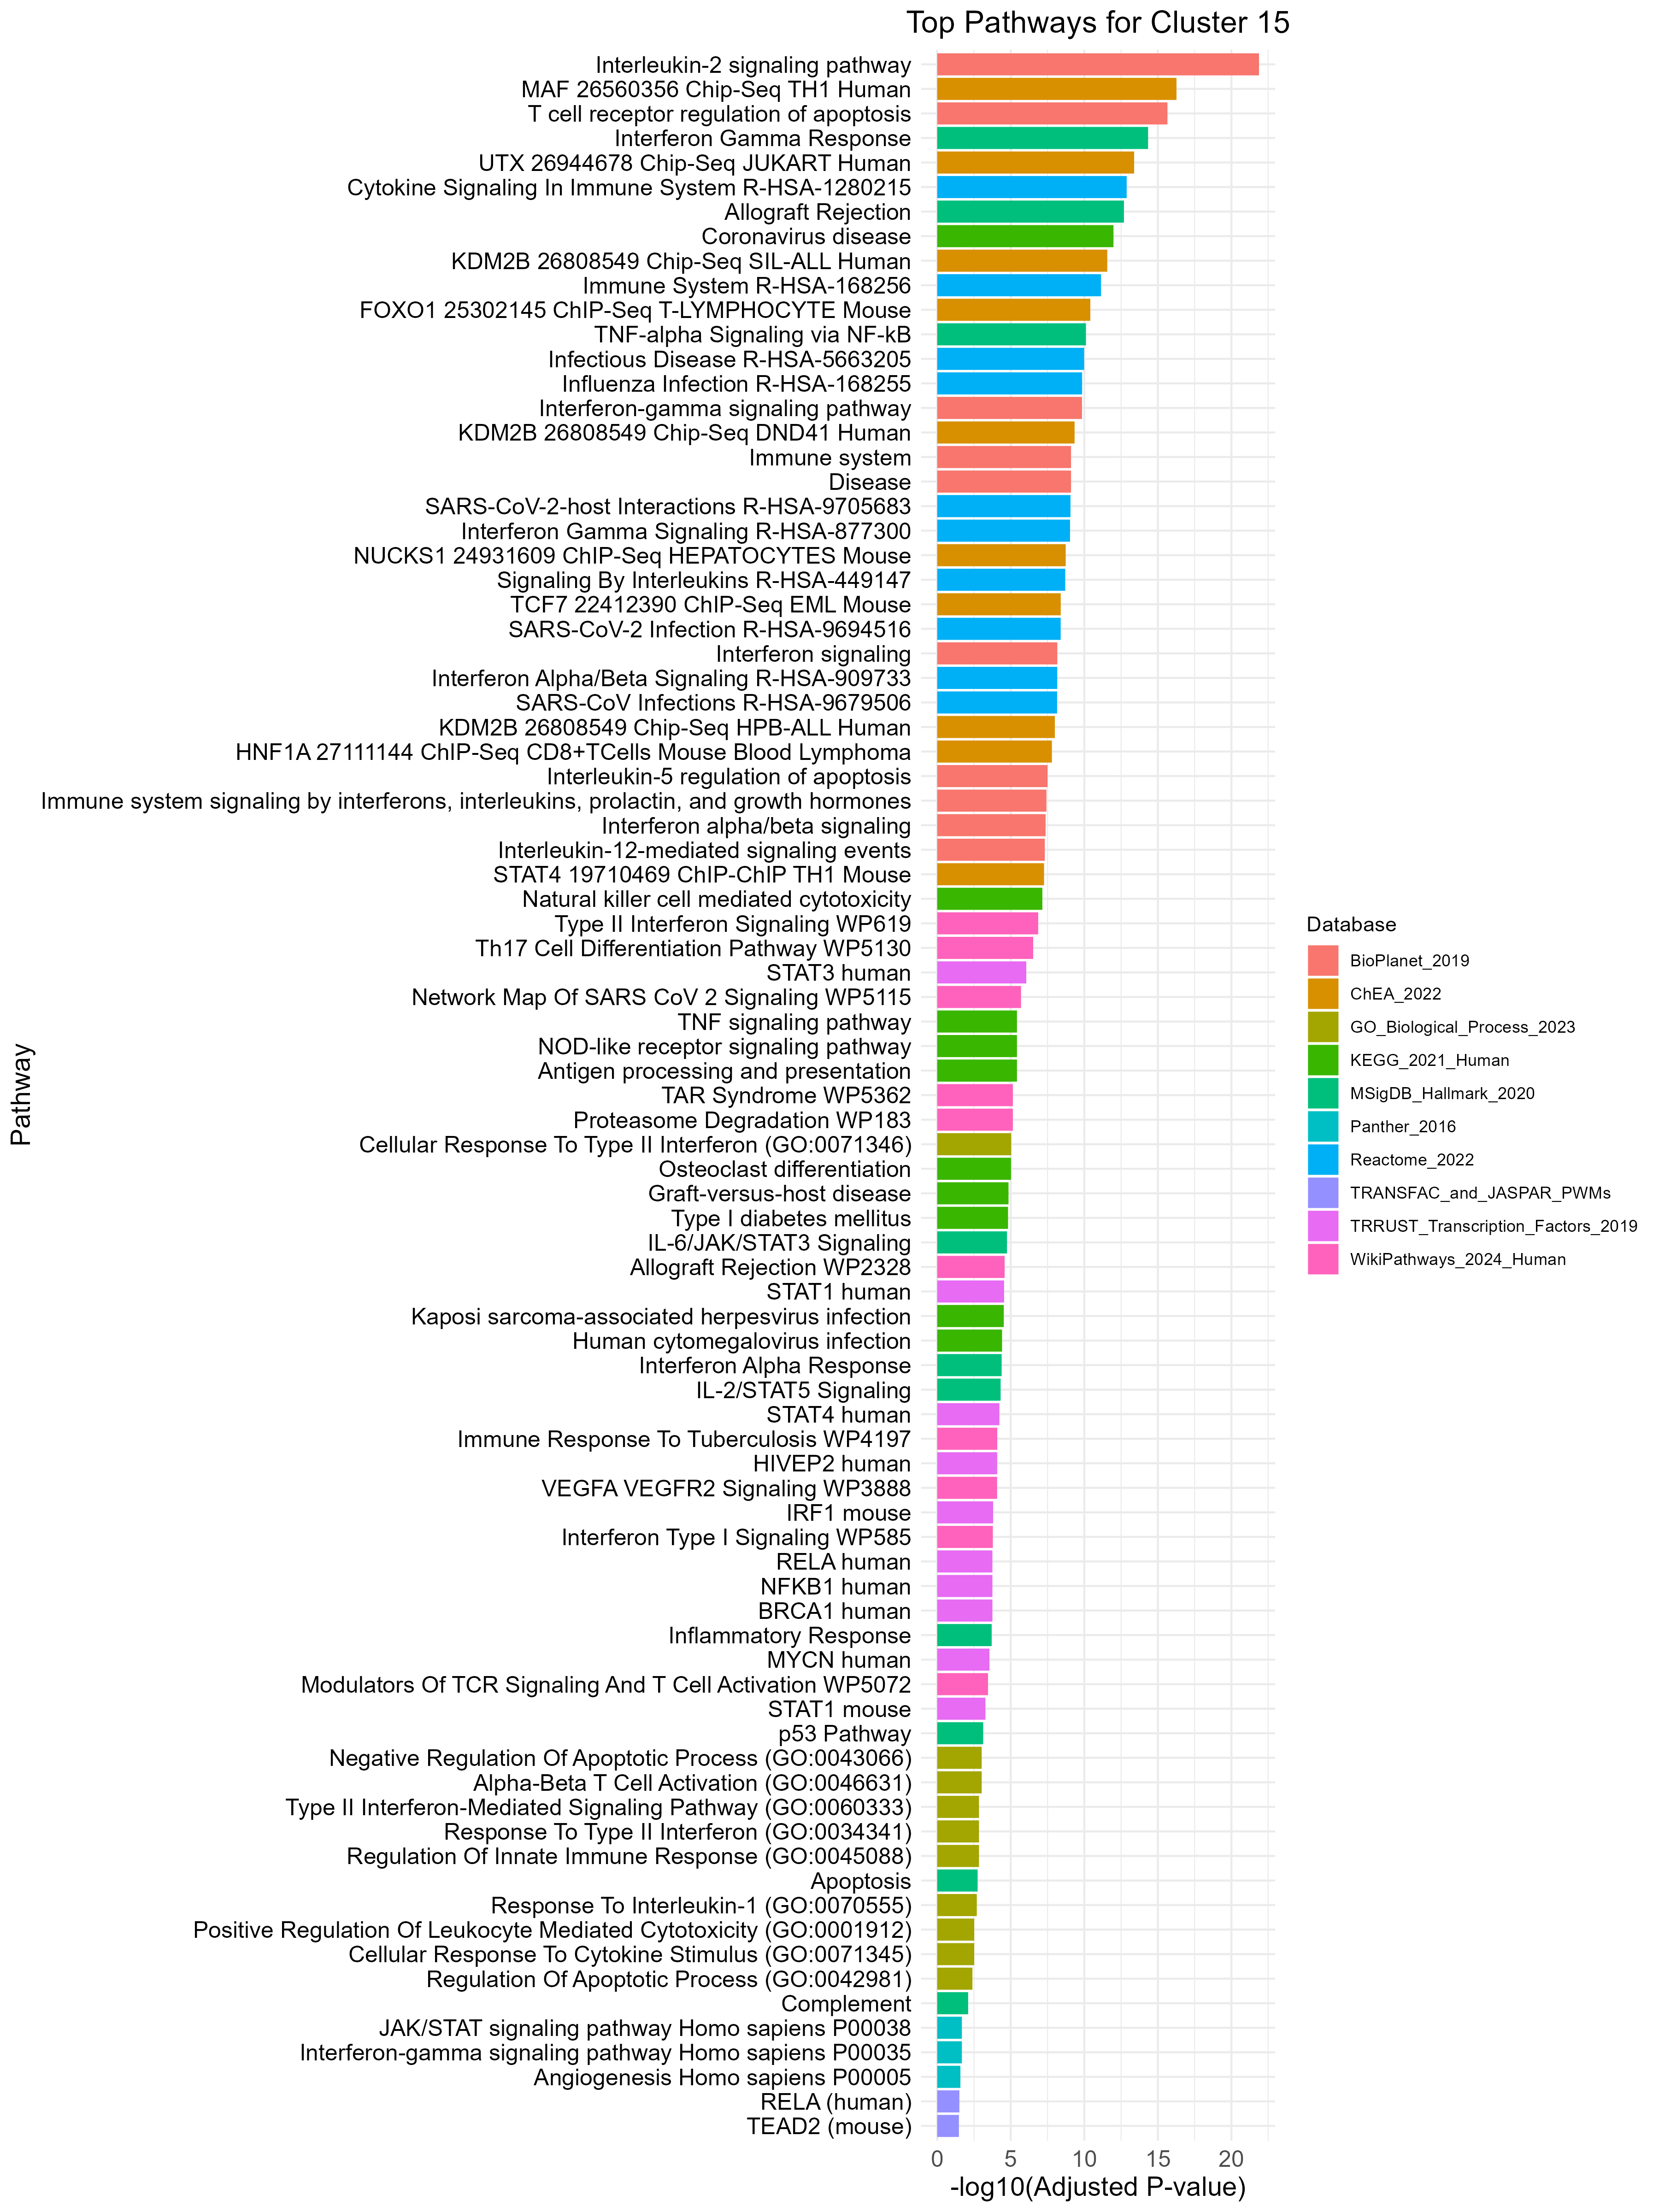 Top Pathways for Cluster 15
Interleukin-2 signaling pathway
MAF 26560356 Chip-Seq TH1 Human
T cell receptor regulation of apoptosis
Interferon Gamma Response
UTX 26944678 Chip-Seq JUKART Human
Cytokine Signaling In Immune System R-HSA-1280215
Allograft Rejection
Coronavirus disease
KDM2B 26808549 Chip-Seq SIL-ALL Human
Immune System R-HSA-168256
FOXO1 25302145 ChIP-Seq T-LYMPHOCYTE Mouse
TNF-alpha Signaling via NF-kB
Infectious Disease R-HSA-5663205
Influenza Infection R-HSA-168255
Interferon-gamma signaling pathway
KDM2B 26808549 Chip-Seq DND41 Human
Immune system
Disease
SARS-CoV-2-host Interactions R-HSA-9705683
Interferon Gamma Signaling R-HSA-877300
NUCKS1 24931609 ChIP-Seq HEPATOCYTES Mouse
Signaling By Interleukins R-HSA-449147
TCF7 22412390 ChIP-Seq EML Mouse
SARS-CoV-2 Infection R-HSA-9694516
Interferon signaling
Interferon Alpha/Beta Signaling R-HSA-909733
SARS-CoV Infections R-HSA-9679506
KDM2B 26808549 Chip-Seq HPB-ALL Human
HNF1A 27111144 ChIP-Seq CD8+TCells Mouse Blood Lymphoma
Interleukin-5 regulation of apoptosis
Immune system signaling by interferons, interleukins, prolactin, and growth hormones
Interferon alpha/beta signaling
Interleukin-12-mediated signaling events
STAT4 19710469 ChIP-ChIP TH1 Mouse
Natural killer cell mediated cytotoxicity
Type II Interferon Signaling WP619
Th17 Cell Differentiation Pathway WP5130
STAT3 human
Network Map Of SARS CoV 2 Signaling WP5115
TNF signaling pathway
NOD-like receptor signaling pathway
Antigen processing and presentation
TAR Syndrome WP5362
Proteasome Degradation WP183
Cellular Response To Type II Interferon (GO:0071346)
Osteoclast differentiation
Graft-versus-host disease
Type I diabetes mellitus
IL-6/JAK/STAT3 Signaling
Allograft Rejection WP2328
STAT1 human
Kaposi sarcoma-associated herpesvirus infection
Human cytomegalovirus infection
Interferon Alpha Response
IL-2/STAT5 Signaling
STAT4 human
Immune Response To Tuberculosis WP4197
HIVEP2 human
VEGFA VEGFR2 Signaling WP3888
IRF1 mouse
Interferon Type I Signaling WP585
RELA human
NFKB1 human
BRCA1 human
Inflammatory Response
MYCN human
Modulators Of TCR Signaling And T Cell Activation WP5072
STAT1 mouse
p53 Pathway
Negative Regulation Of Apoptotic Process (GO:0043066)
Alpha-Beta T Cell Activation (GO:0046631)
Type II Interferon-Mediated Signaling Pathway (GO:0060333)
Response To Type II Interferon (GO:0034341)
Regulation Of Innate Immune Response (GO:0045088)
Apoptosis
Response To Interleukin-1 (GO:0070555)
Positive Regulation Of Leukocyte Mediated Cytotoxicity (GO:0001912)
Cellular Response To Cytokine Stimulus (GO:0071345)
Regulation Of Apoptotic Process (GO:0042981)
Complement
JAK/STAT signaling pathway Homo sapiens P00038
Interferon-gamma signaling pathway Homo sapiens P00035
Angiogenesis Homo sapiens P00005
RELA (human)
TEAD2 (mouse)
0 5 10 15 20
-log10(Adjusted P-value)
Pathway
Database
BioPlanet_2019
ChEA_2022
GO_Biological_Process_2023
KEGG_2021_Human
MSigDB_Hallmark_2020
Panther_2016
Reactome_2022
TRANSFAC_and_JASPAR_PWMs
TRRUST_Transcription_Factors_2019
WikiPathways_2024_Human